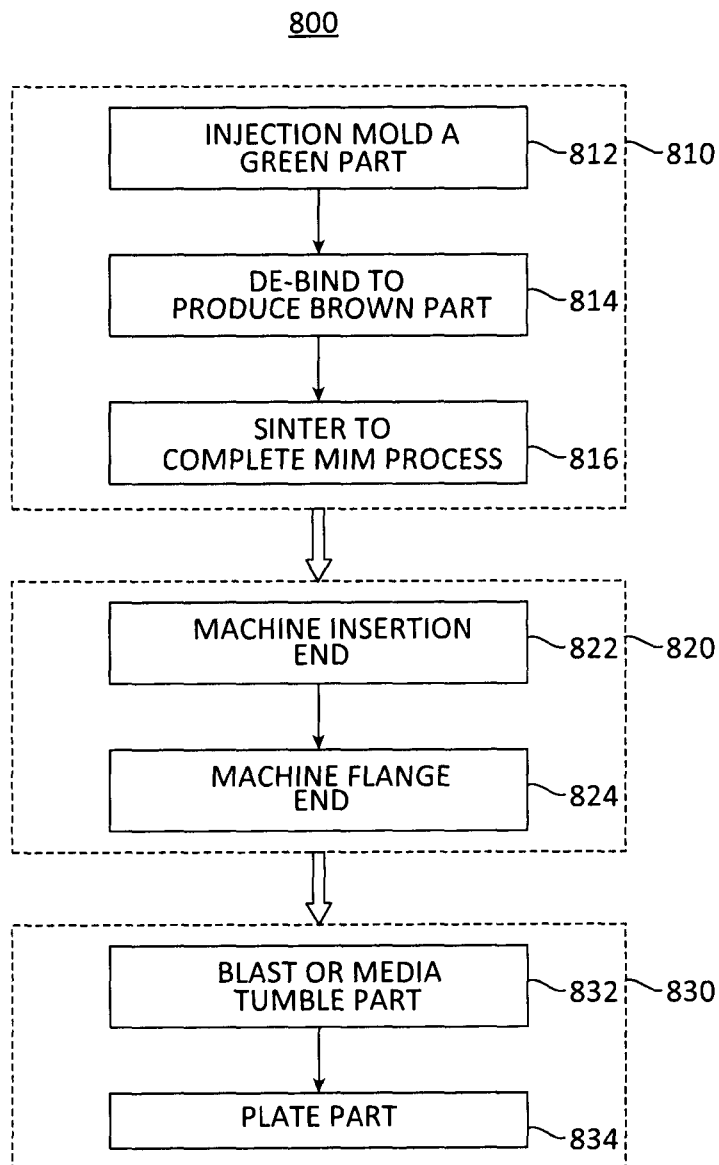 800
INJECTION MOLD A
GREEN PART
812
810
DE-BIND TO
PRODUCE BROWN PART
814
SINTER TO
COMPLETE MIM PROCESS
816
MACHINE INSERTION
END
822
820
MACHINE FLANGE
END
824
BLAST OR MEDIA
TUMBLE PART
832
830
PLATE PART
834